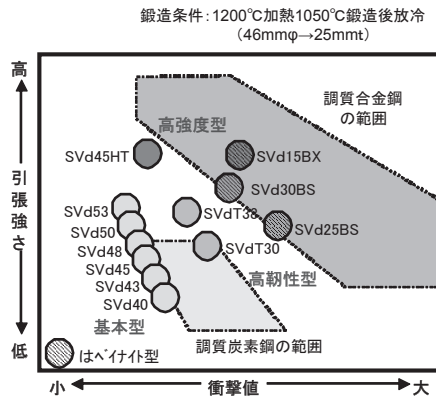 鍛造条件：1200℃加熱1050℃鍛造後放冷
（46mmφ→25mmt）
高
引張強さ
低
調質合金鋼
の範囲
高強度型
SVd45HT
SVd15BX
SVd30BS
SVd53
SVdT38
SVd50
SVd25BS
SVd48
SVdT30
SVd45
高靭性型
SVd43
SVd40
基本型
調質炭素鋼の範囲
はベイナイト型
小
衝撃値
大